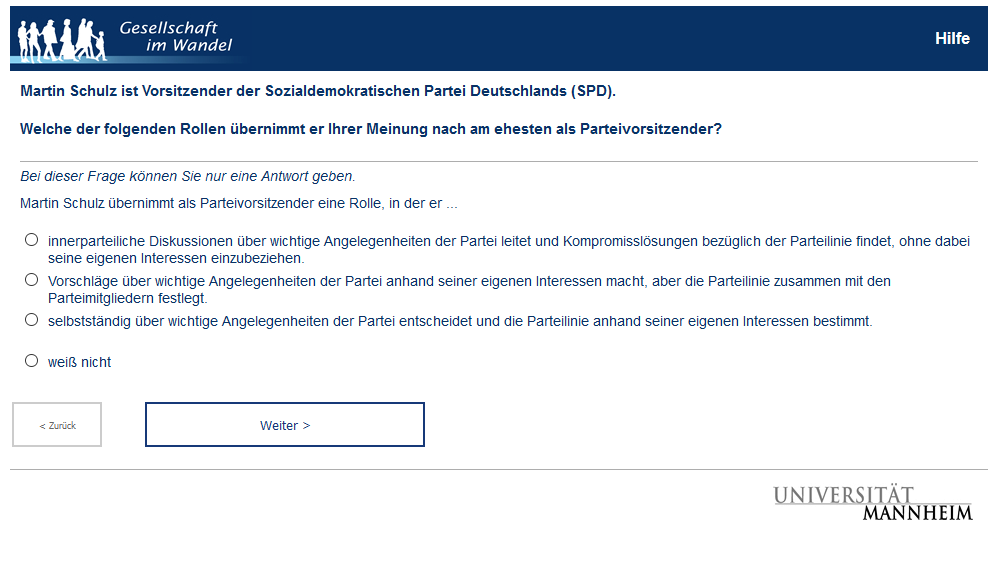 Gesellschaft
im Wandel
Hilfe
Martin Schulz ist Vorsitzender der Sozialdemokratischen Partei Deutschlands (SPD).
Welche der folgenden Rollen übernimmt er Ihrer Meinung nach am ehesten als Parteivorsitzender?
Bei dieser Frage können Sie nur eine Antwort geben.
Martin Schulz übernimmt als Parteivorsitzender eine Rolle, in der er ...
innerparteiliche Diskussionen über wichtige Angelegenheiten der Partei leitet und Kompromisslösungen bezüglich der Parteilinie findet, ohne dabei
seine eigenen Interessen einzubeziehen.
Vorschläge über wichtige Angelegenheiten der Partei anhand seiner eigenen Interessen macht, aber die Parteilinie zusammen mit den
Parteimitgliedern festlegt.
selbstständig über wichtige Angelegenheiten der Partei entscheidet und die Parteilinie anhand seiner eigenen Interessen bestimmt.
weiß nicht
< Zurück
Weiter >
UNIVERSITÄT
MANNHEIM